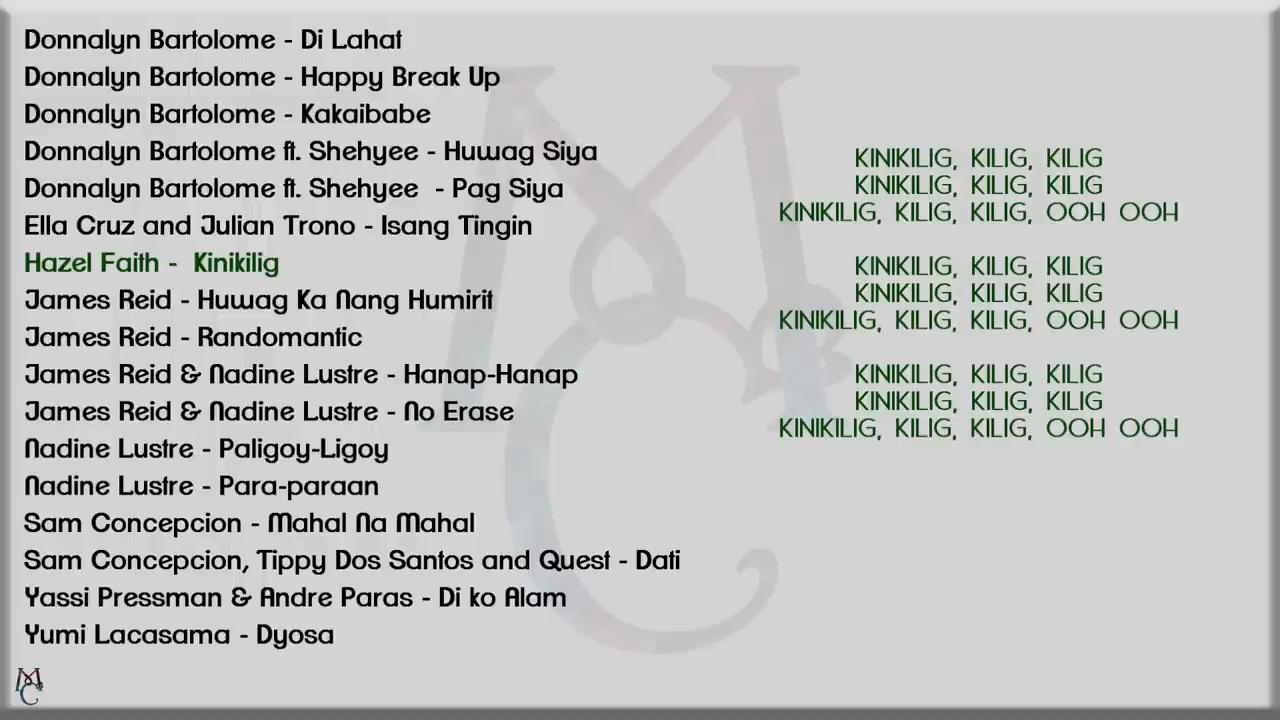 Donnalyn Bartolome - Di Lahat
Donnalyn Bartolome - Happy Break Up
Donnalyn Bartolome - Kakaibabe
Donnalyn Bartolome ft. Shehyee - Huwag Siya
Donnalyn Bartolome ft. Shehyee  - Pag Siya
Ella Cruz and Julian Trono - Isang Tingin
Hazel Faith -  Kinikilig
James Reid - Huwag Ka Nang Humirit
James Reid - Randomantic
James Reid & Nadine Lustre - Hanap-Hanap
James Reid & Nadine Lustre - No Erase
Nadine Lustre - Paligoy-Ligoy
Nadine Lustre - Para-paraan
Sam Concepcion - Mahal Na Mahal
Sam Concepcion, Tippy Dos Santos and Quest - Dati
Yassi Pressman & Andre Paras - Di ko Alam
Yumi Lacasama - Dyosa
KINIKILIG, KILIG, KILIG
KINIKILIG, KILIG, KILIG
KINIKILIG, KILIG, KILIG, OOH OOH
KINIKILIG, KILIG, KILIG
KINIKILIG, KILIG, KILIG
KINIKILIG, KILIG, KILIG, OOH OOH
KINIKILIG, KILIG, KILIG
KINIKILIG, KILIG, KILIG
KINIKILIG, KILIG, KILIG, OOH OOH